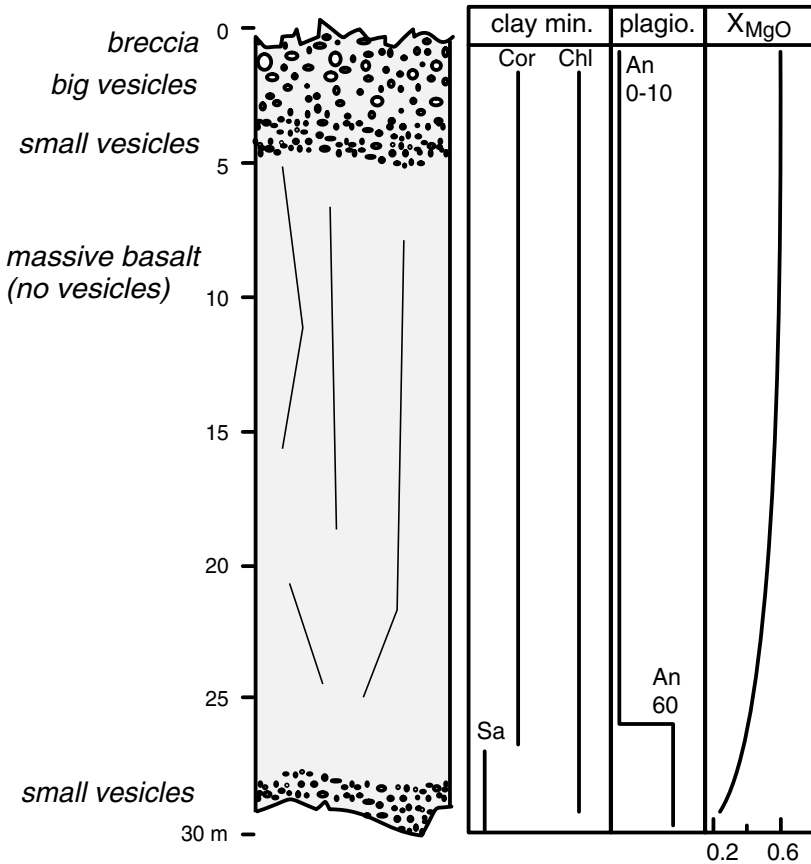 breccia
big vesicles
small vesicles
massive basalt
(no vesicles)
small vesicles
0
5
10
15
20
25
30 m
clay min.
Cor
Chl
Sa
plagio.
An
0-10
An
60
XMgO
0.2
0.6